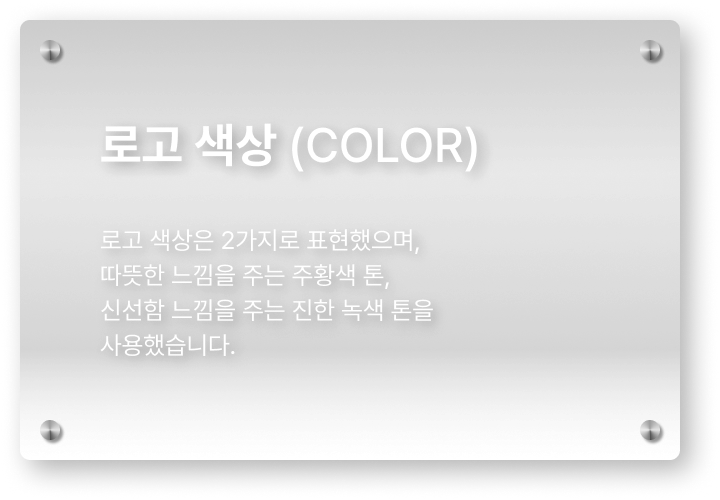 로고 색상 (COLOR)
로고 색상은 2가지로 표현했으며,
따뜻한 느낌을 주는 주황색 톤,
신선함 느낌을 주는 진한 녹색 톤을
사용했습니다.